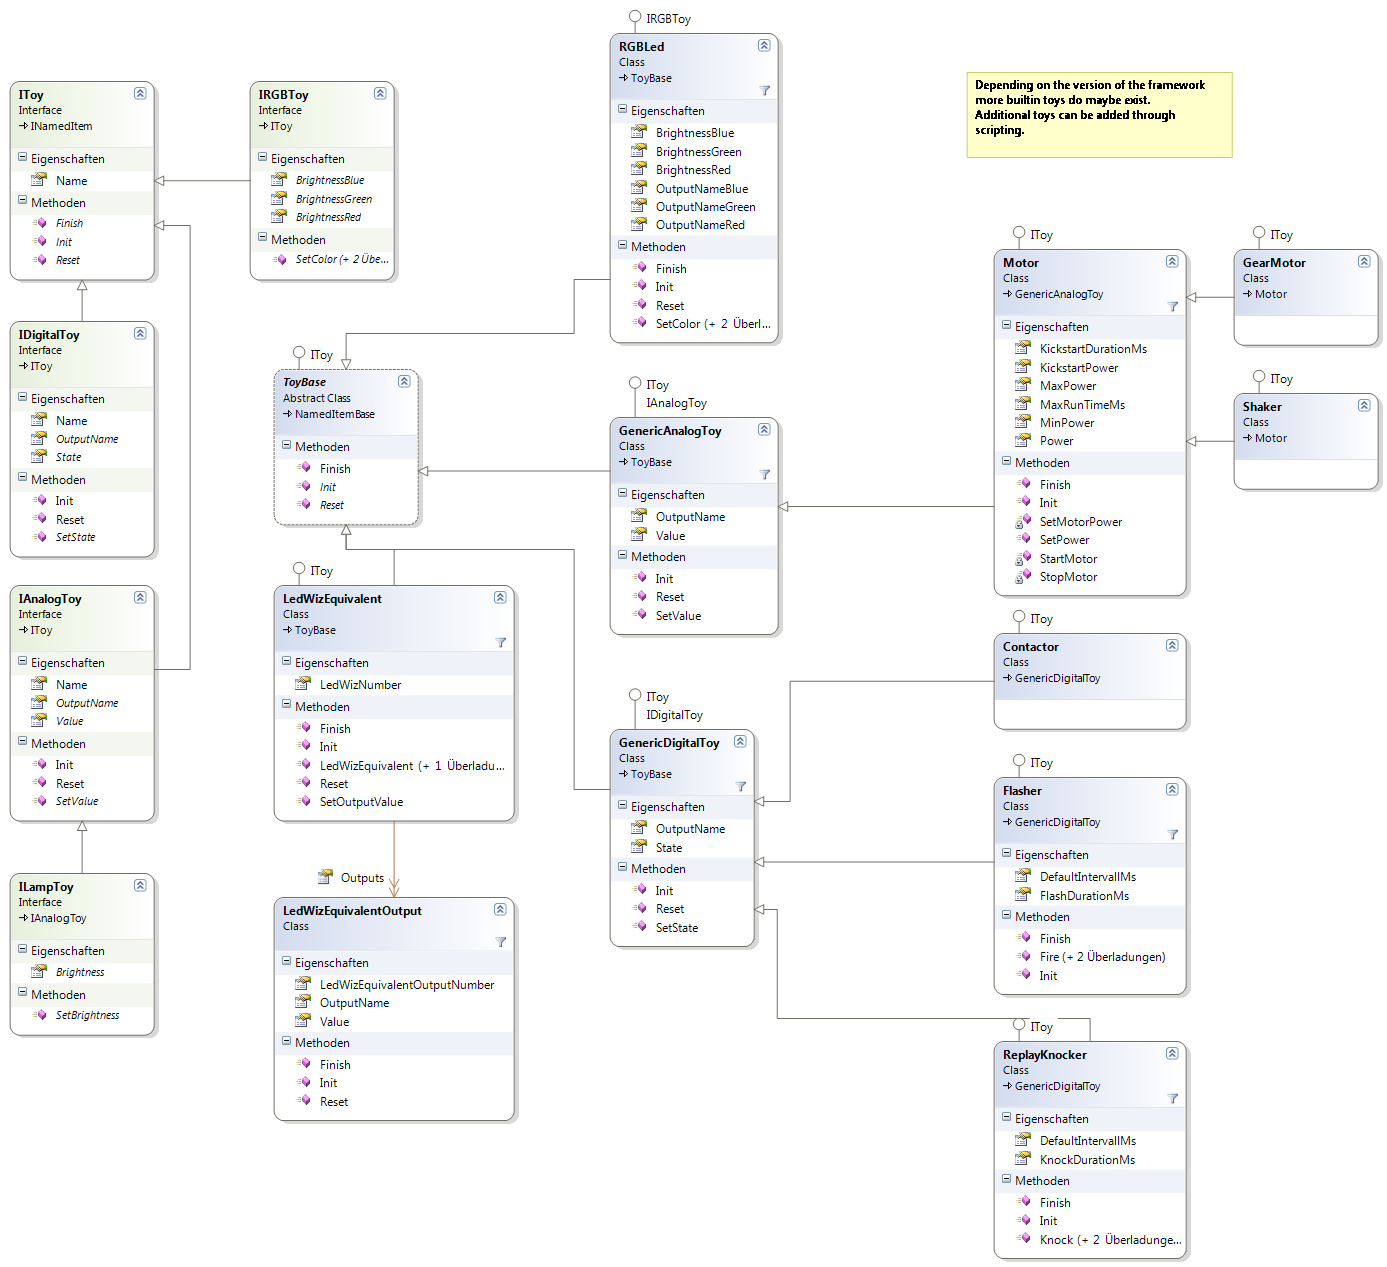 IToy
Interface
INamedItem
Eigenschaften
Name
Methoden
Finish
Init
Reset
IRGBToy
Interface
IToy
Eigenschaften
BrightnessBlue
BrightnessGreen
BrightnessRed
Methoden
SetColor (+ 2 Übe...
IDigitalToy
Interface
IToy
Eigenschaften
Name
OutputName
State
Methoden
Init
Reset
SetState
IAnalogToy
Interface
IToy
Eigenschaften
Name
OutputName
Value
Methoden
Init
Reset
SetValue
ILampToy
Interface
IAnalogToy
Eigenschaften
Brightness
Methoden
SetBrightness
IToy
ToyBase
Abstract Class
NamedItemBase
Methoden
Finish
Init
Reset
IToy
LedWizEquivalent
Class
ToyBase
Eigenschaften
LedWizNumber
Methoden
Finish
Init
LedWizEquivalent (+ 1 Überladu...
Reset
SetOutputValue
Outputs
LedWizEquivalentOutput
Class
Eigenschaften
LedWizEquivalentOutputNumber
OutputName
Value
Methoden
Finish
Init
Reset
IRGBToy
RGBLed
Class
ToyBase
Eigenschaften
BrightnessBlue
BrightnessGreen
BrightnessRed
OutputNameBlue
OutputNameGreen
OutputNameRed
Methoden
Finish
Init
Reset
SetColor (+ 2 Überl...
IToy
IAnalogToy
GenericAnalogToy
Class
ToyBase
Eigenschaften
OutputName
Value
Methoden
Init
Reset
SetValue
IToy
IDigitalToy
GenericDigitalToy
Class
ToyBase
Eigenschaften
OutputName
State
Methoden
Init
Reset
SetState
Depending on the version of the framework
more builtin toys do maybe exist.
Additional toys can be added through
scripting.
IToy
Motor
Class
GenericAnalogToy
Eigenschaften
KickstartDurationMs
KickstartPower
MaxPower
MaxRunTimeMs
MinPower
Power
Methoden
Finish
Init
SetMotorPower
SetPower
StartMotor
StopMotor
IToy
GearMotor
Class
Motor
IToy
Shaker
Class
Motor
IToy
Contactor
Class
GenericDigitalToy
IToy
Flasher
Class
GenericDigitalToy
Eigenschaften
DefaultIntervallMs
FlashDurationMs
Methoden
Finish
Fire (+ 2 Überladungen)
Init
IToy
ReplayKnocker
Class
GenericDigitalToy
Eigenschaften
DefaultIntervallMs
KnockDurationMs
Methoden
Finish
Init
Knock (+ 2 Überladunge...